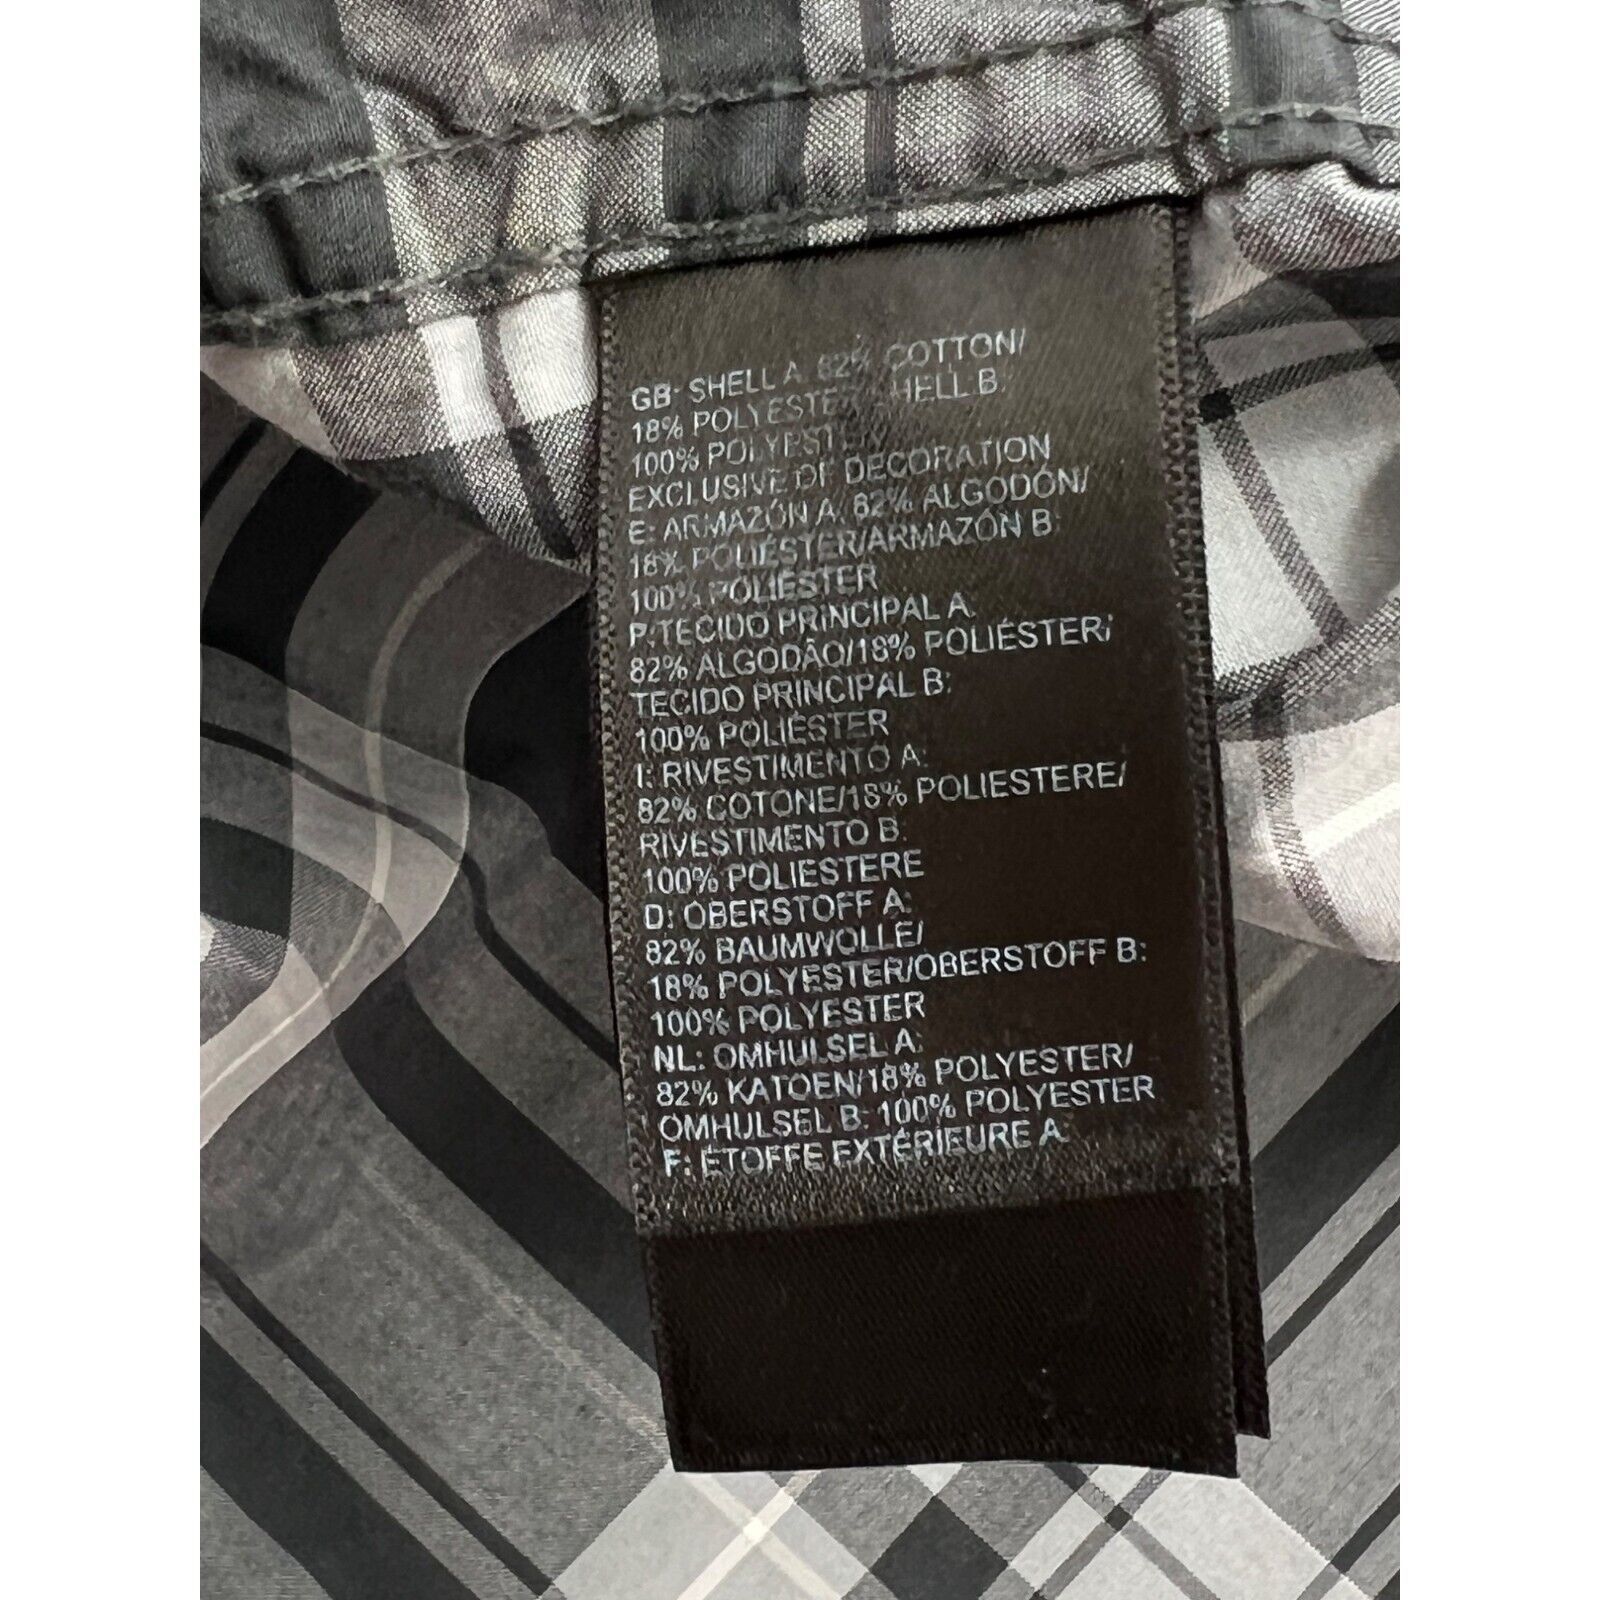 GB: SHELL A: 82% COTTON/
18% POLYESTER/SHELL B:
100% POLYESTER
EXCLUSIVE OF DECORATION
E: ARMAZÓN A: 82% ALGODÓN/
18% POLIÉSTER/ARMAZÓN B:
100% POLIÉSTER
P:TECIDO PRINCIPAL A:
82% ALGODÃO/18% POLIÉSTER/
TECIDO PRINCIPAL B:
100% POLIÉSTER
I: RIVESTIMENTO A:
82% COTONE/18% POLIESTERE/
RIVESTIMENTO B:
100% POLIESTERE
D: OBERSTOFF A:
82% BAUMWOLLE/
18% POLYESTER/OBERSTOFF B:
100% POLYESTER
NL: OMHULSEL A:
82% KATOEN/18% POLYESTER/
OMHULSEL B: 100% POLYESTER
F: ÉTOFFE EXTÉRIEURE A: